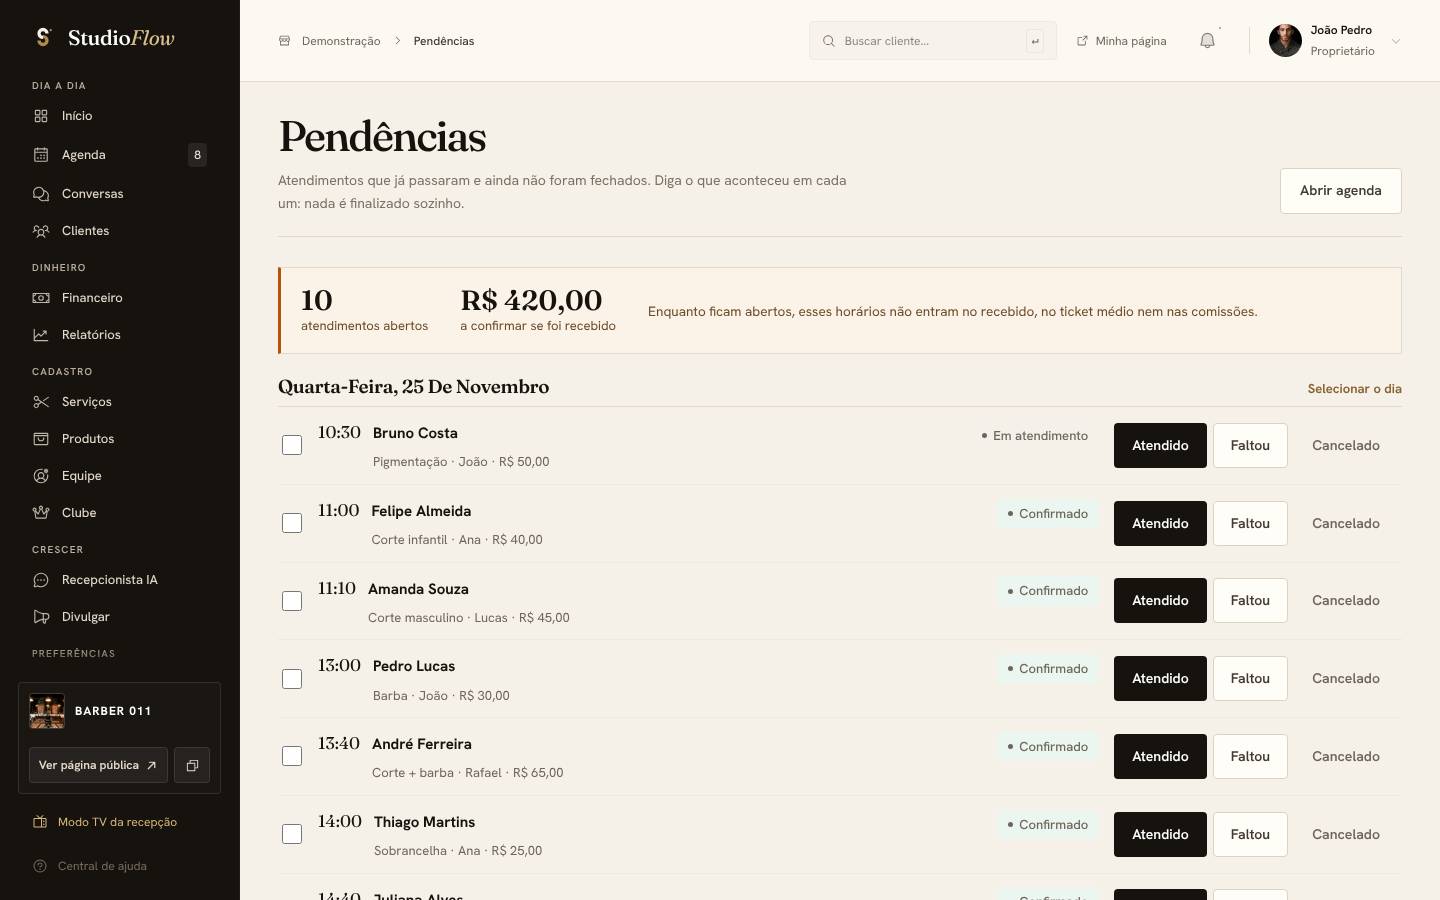 StudioFlow
DIA A DIA
Início
Agenda 8
Conversas
Clientes
DINHEIRO
Financeiro
Relatórios
CADASTRO
Serviços
Produtos
Equipe
Clube
CRESCER
Recepcionista IA
Divulgar
PREFERÊNCIAS
BARBER 011
Ver página pública
Modo TV da recepção
Central de ajuda
Demonstração Pendências
Buscar cliente...
Minha página
João Pedro
Proprietário
Pendências
Atendimentos que já passaram e ainda não foram fechados. Diga o que aconteceu em cada
um: nada é finalizado sozinho.
Abrir agenda
10
atendimentos abertos
R$ 420,00
a confirmar se foi recebido
Enquanto ficam abertos, esses horários não entram no recebido, no ticket médio nem nas comissões.
Quarta-Feira, 25 De Novembro
Selecionar o dia
10:30 Bruno Costa
Pigmentação · João · R$ 50,00
Em atendimento
Atendido Faltou Cancelado
11:00 Felipe Almeida
Corte infantil · Ana · R$ 40,00
Confirmado
Atendido Faltou Cancelado
11:10 Amanda Souza
Corte masculino · Lucas · R$ 45,00
Confirmado
Atendido Faltou Cancelado
13:00 Pedro Lucas
Barba · João · R$ 30,00
Confirmado
Atendido Faltou Cancelado
13:40 André Ferreira
Corte + barba · Rafael · R$ 65,00
Confirmado
Atendido Faltou Cancelado
14:00 Thiago Martins
Sobrancelha · Ana · R$ 25,00
Confirmado
Atendido Faltou Cancelado
14:40 Juliana Alves
Confirmado